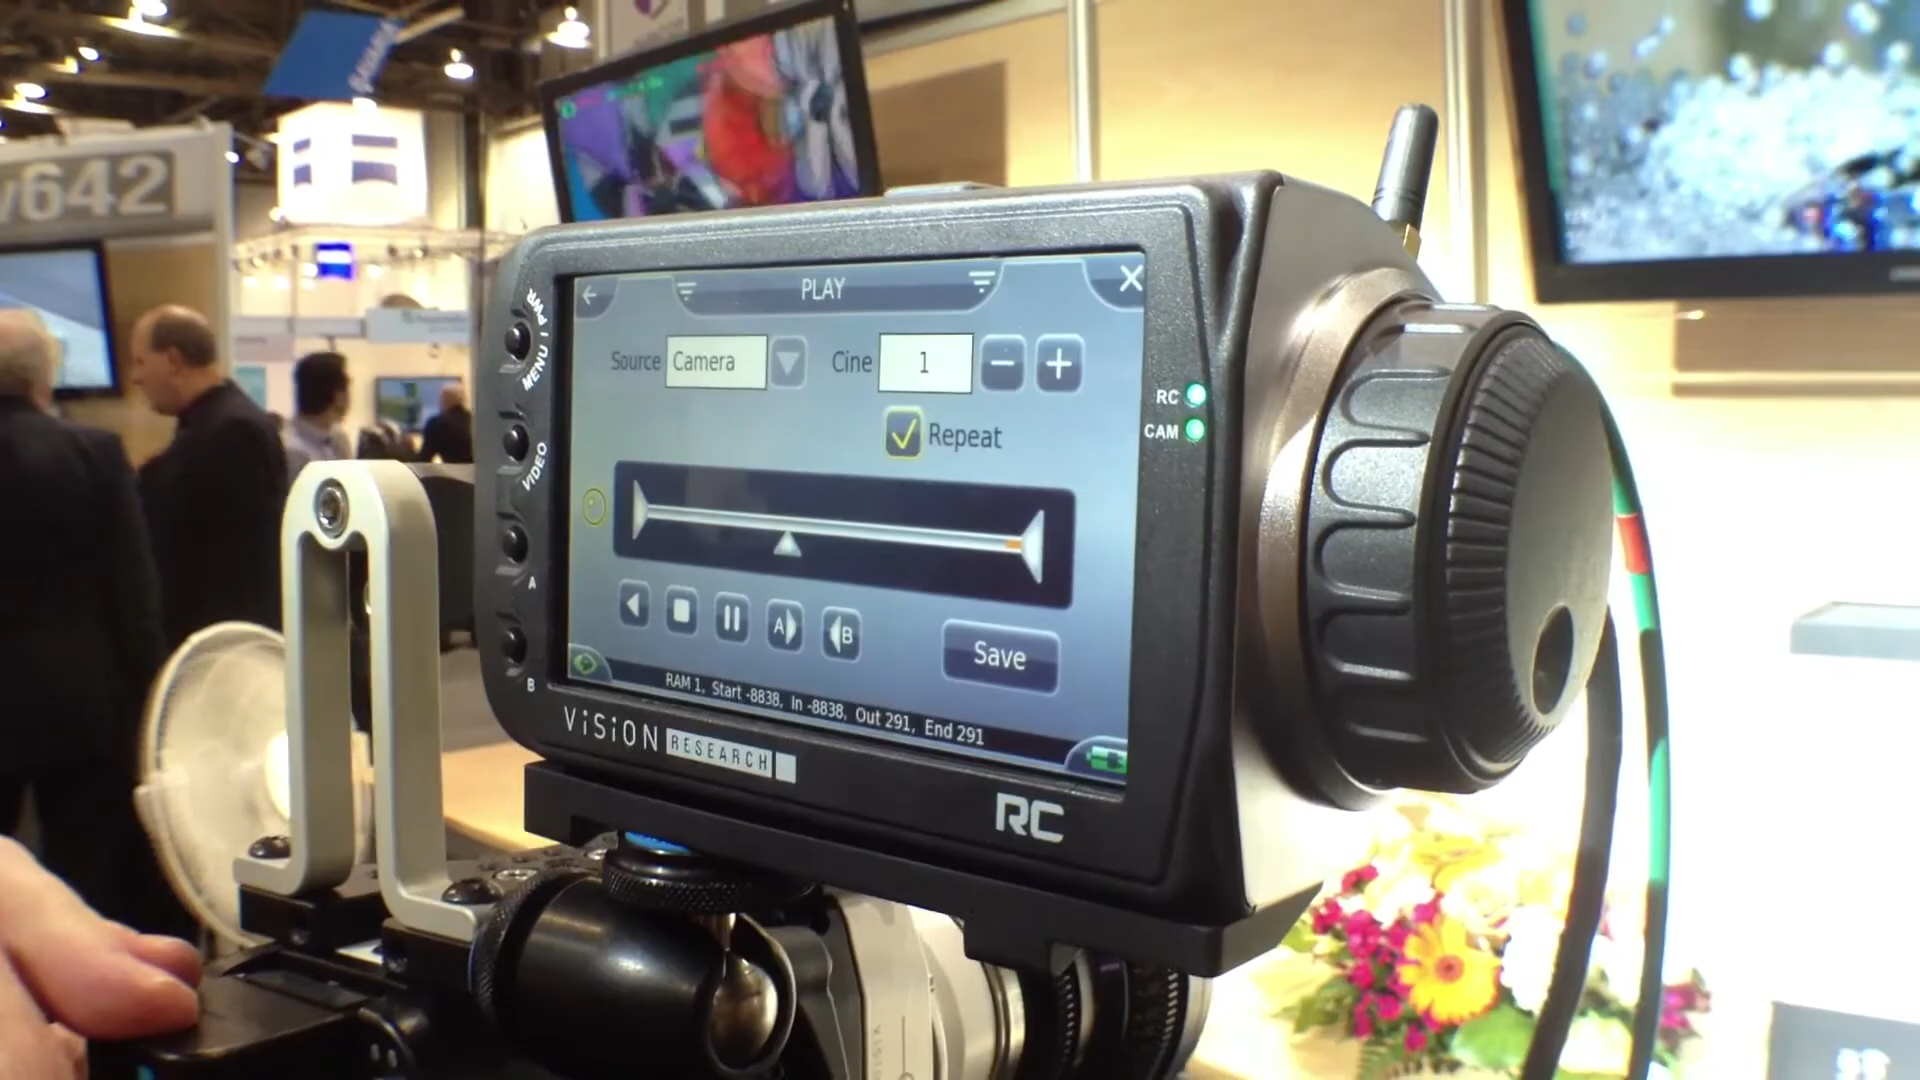 v642
PLAY
Source Camera Cine 1
Repeat
A B
Save
RAM 1, Start -8838, In -8838, Out 291, End 291
MENU / PWR
VIDEO
A
B
RC
CAM
ViSiON RESEARCH
RC